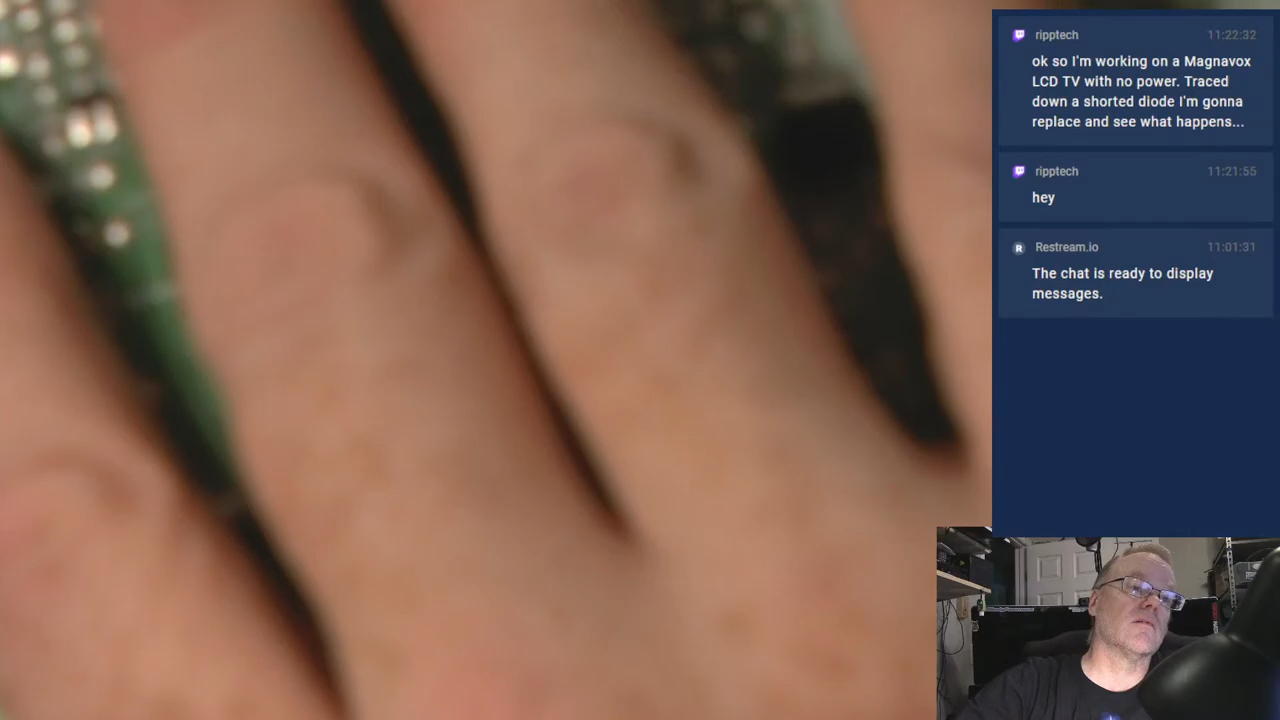 ripptech 11:22:32
ok so I'm working on a Magnavox
LCD TV with no power. Traced
down a shorted diode I'm gonna
replace and see what happens...
ripptech 11:21:55
hey
Restream.io 11:01:31
The chat is ready to display
messages.